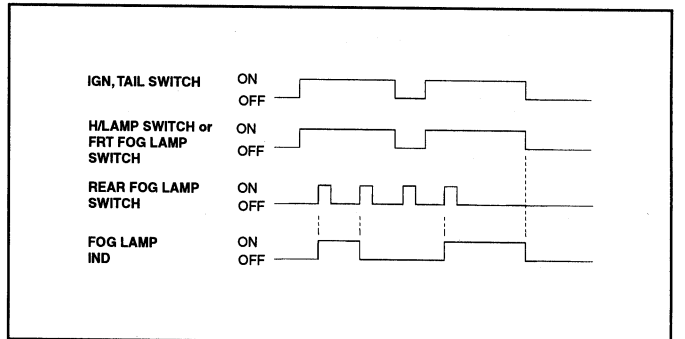 IGN, TAIL SWITCH ON
OFF
H/LAMP SWITCH or ON
FRT FOG LAMP OFF
SWITCH
REAR FOG LAMP ON
SWITCH OFF
FOG LAMP ON
IND OFF